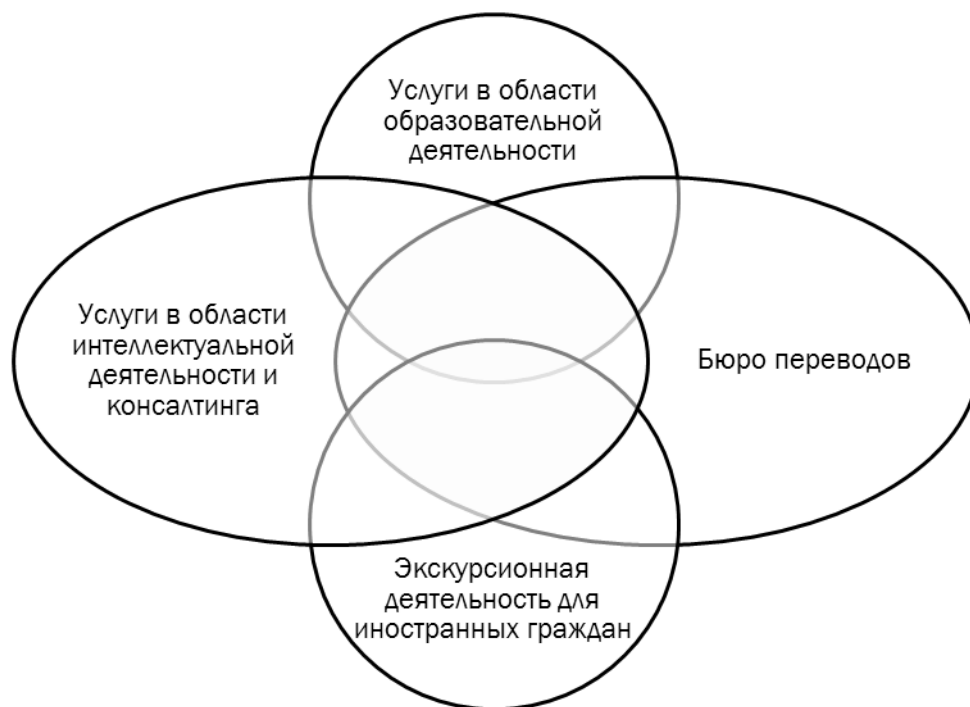 Услуги в области
образовательной
деятельности
Услуги в области
интеллектуальной
деятельности и
консалтинга
Бюро переводов
Экскурсионная
деятельность для
иностранных граждан